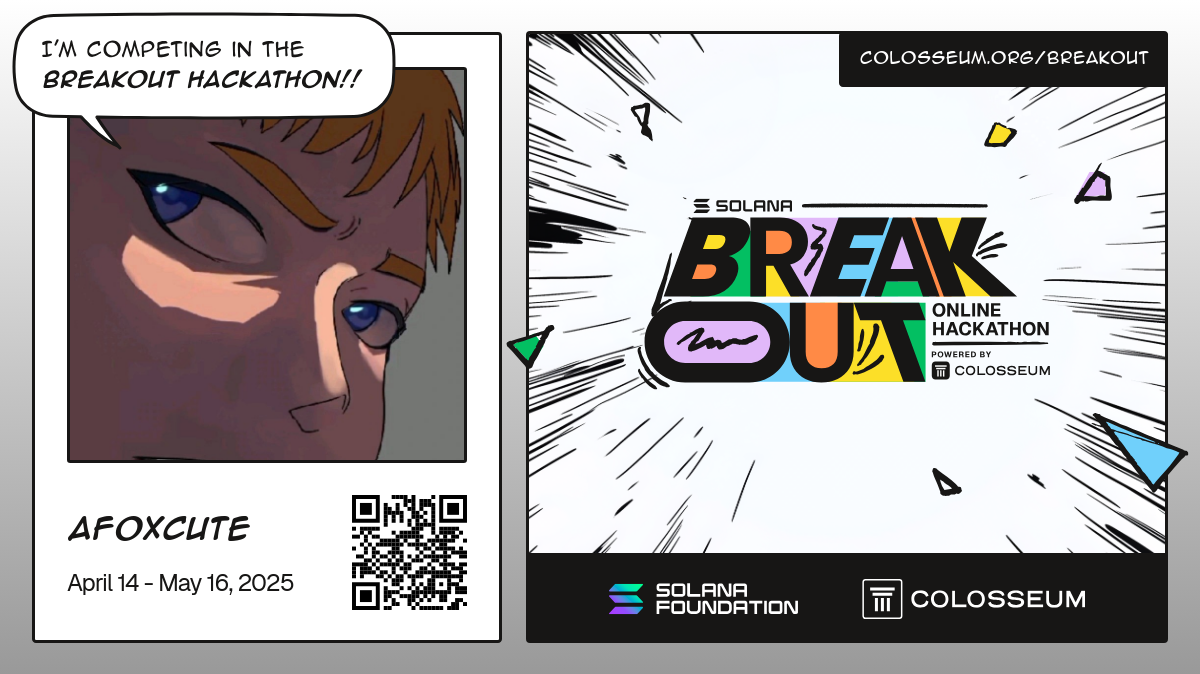 I'M COMPETING IN THE
BREAKOUT HACKATHON!!
AFOXCUTE
April 14 - May 16, 2025
COLOSSEUM.ORG/BREAKOUT
SOLANA
BREAK
OUT
ONLINE
HACKATHON
POWERED BY
COLOSSEUM
SOLANA
FOUNDATION
COLOSSEUM